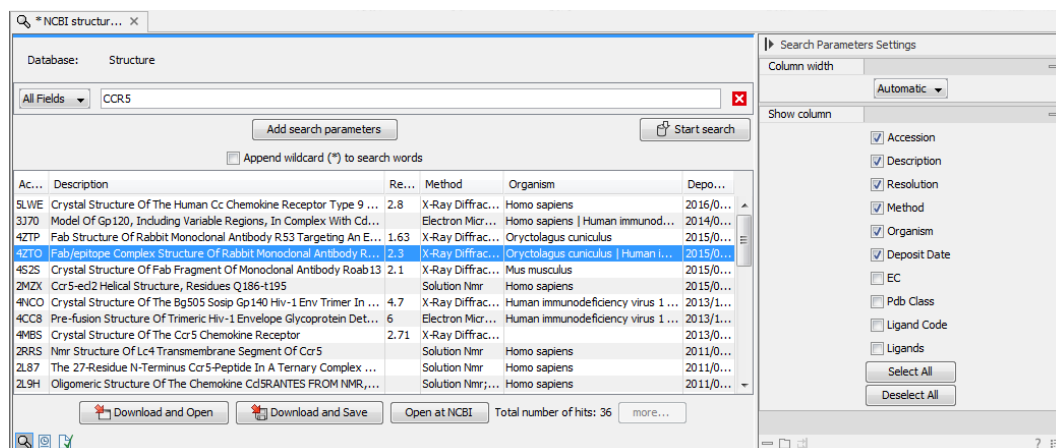 * NCBI structur...
Database: Structure
All Fields CCR5
Add search parameters Start search
Append wildcard (*) to search words
Ac... Description Re... Method Organism Depo...
5LWE Crystal Structure Of The Human Cc Chemokine Receptor Type 9 ... 2.8 X-Ray Diffrac... Homo sapiens 2016/0...
3J70 Model Of Gp120, Including Variable Regions, In Complex With Cd... Electron Micr... Homo sapiens | Human immunod... 2014/0...
4ZTP Fab Structure Of Rabbit Monoclonal Antibody R53 Targeting An E... 1.63 X-Ray Diffrac... Oryctolagus cuniculus 2015/0...
4ZTO Fab/epitope Complex Structure Of Rabbit Monoclonal Antibody R... 2.3 X-Ray Diffrac... Oryctolagus cuniculus | Human i... 2015/0...
4S2S Crystal Structure Of Fab Fragment Of Monoclonal Antibody Roab13 2.1 X-Ray Diffrac... Mus musculus 2015/0...
2MZX Ccr5-ecl2 Helical Structure, Residues Q186-t195 Solution Nmr Homo sapiens 2015/0...
4NCO Crystal Structure Of The Bg505 Sosip Gp140 Hiv-1 Env Trimer In ... 4.7 X-Ray Diffrac... Human immunodeficiency virus 1 ... 2013/1...
4CC8 Pre-fusion Structure Of Trimeric Hiv-1 Envelope Glycoprotein Det... 6 Electron Micr... Human immunodeficiency virus 1 ... 2013/1...
4MBS Crystal Structure Of The Ccr5 Chemokine Receptor 2.71 X-Ray Diffrac... 2013/0...
2RRS Nmr Structure Of Lc4 Transmembrane Segment Of Ccr5 Solution Nmr Homo sapiens 2011/0...
2L87 The 27-Residue N-Terminus Ccr5-Peptide In A Ternary Complex ... Solution Nmr Homo sapiens 2011/0...
2L9H Oligomeric Structure Of The Chemokine Ccl5RANTES FROM NMR,... Solution Nmr;... Homo sapiens 2011/0...
Download and Open Download and Save Open at NCBI Total number of hits: 36 more...
Search Parameters Settings
Column width
Automatic
Show column
Accession
Description
Resolution
Method
Organism
Deposit Date
EC
Pdb Class
Ligand Code
Ligands
Select All
Deselect All
?